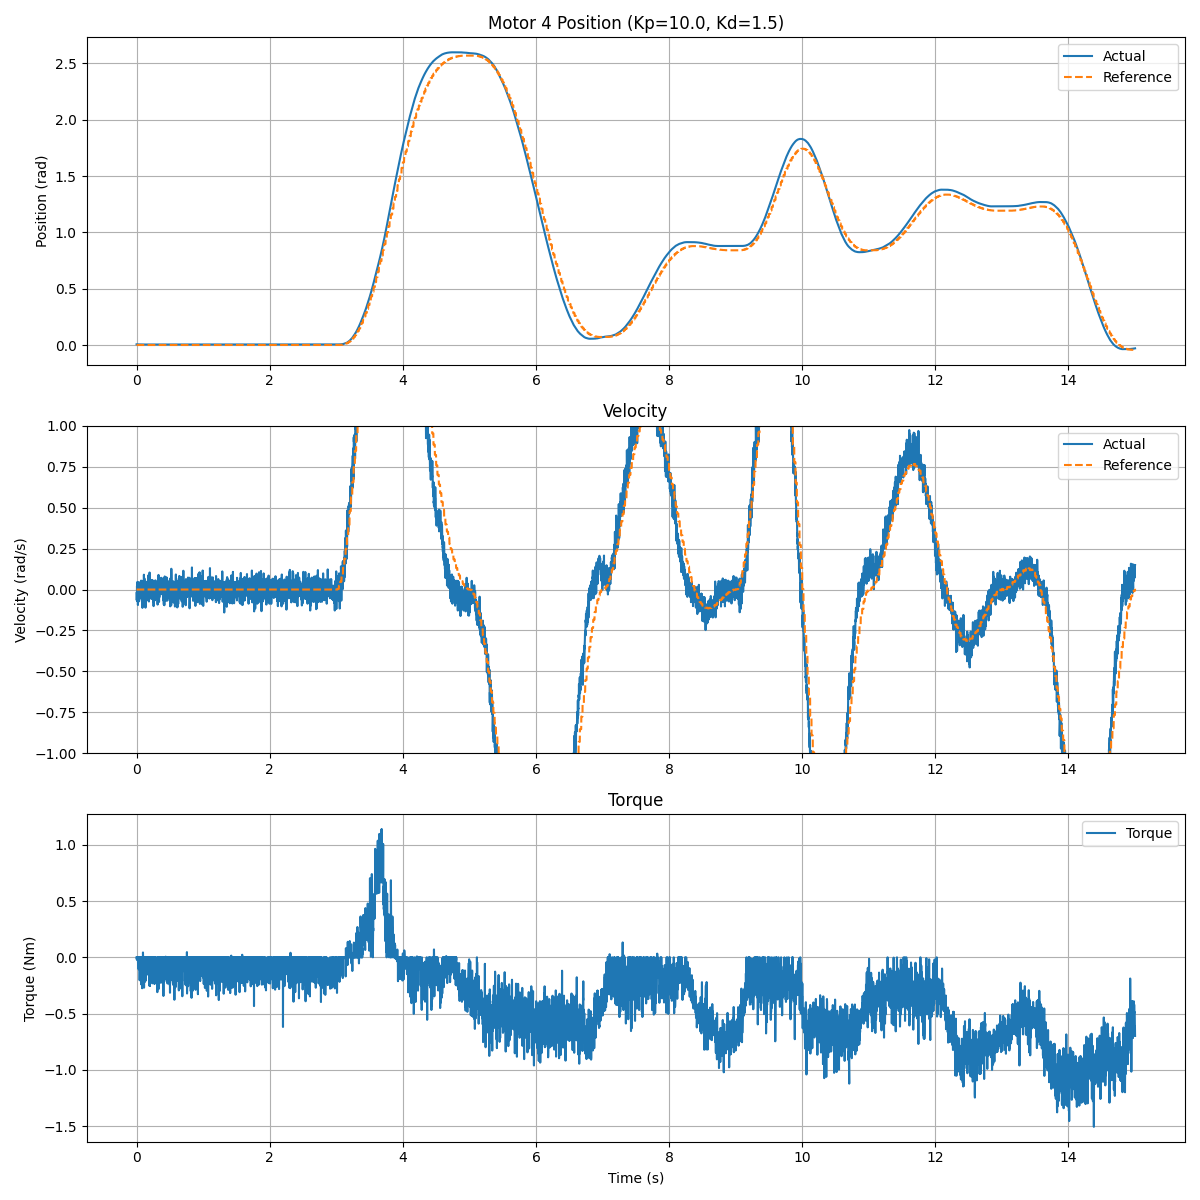 Motor 4 Position (Kp=10.0, Kd=1.5)
Position (rad)
2.5
2.0
1.5
1.0
0.5
0.0
Actual
Reference
0 2 4 6 8 10 12 14
Velocity
Velocity (rad/s)
1.00
0.75
0.50
0.25
0.00
−0.25
−0.50
−0.75
−1.00
Actual
Reference
0 2 4 6 8 10 12 14
Torque
Torque (Nm)
1.0
0.5
0.0
−0.5
−1.0
−1.5
Torque
0 2 4 6 8 10 12 14
Time (s)